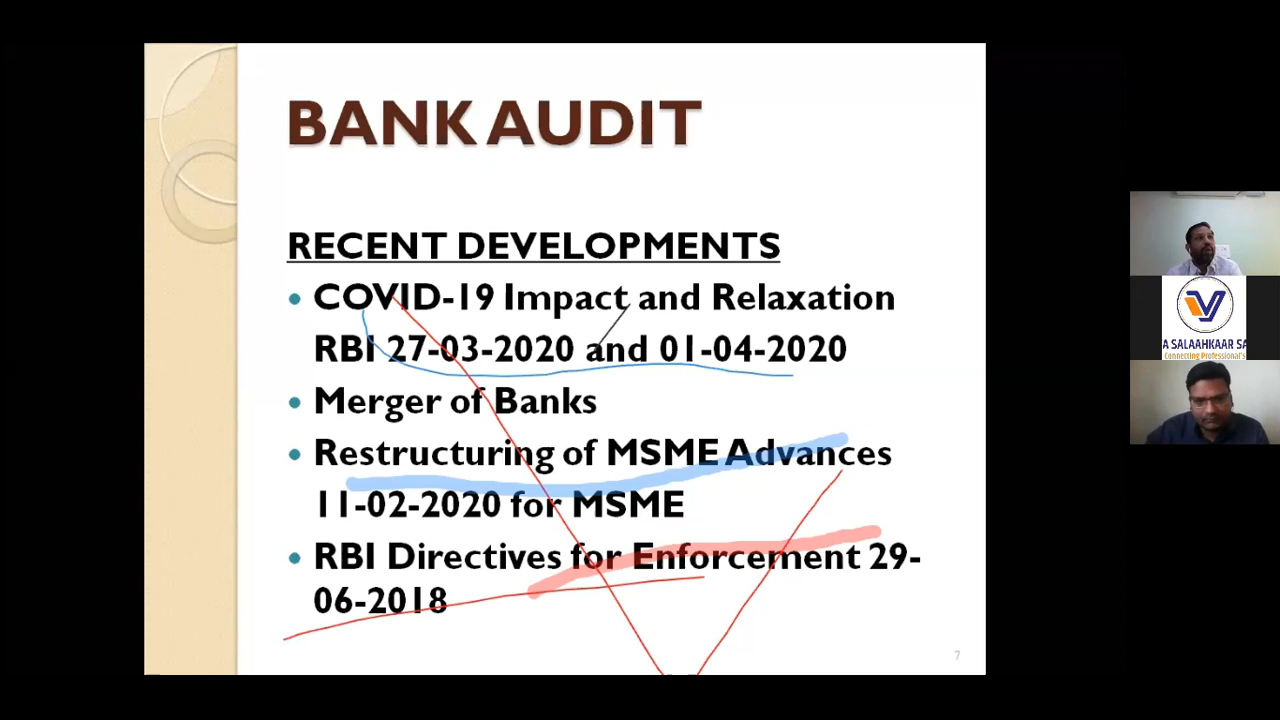 BANK AUDIT
RECENT DEVELOPMENTS
• COVID-19 Impact and Relaxation
RBI 27-03-2020 and 01-04-2020
• Merger of Banks
• Restructuring of MSME Advances
11-02-2020 for MSME
• RBI Directives for Enforcement 29-
06-2018
7
A SALAAHKAAR SA
Connecting Professional's